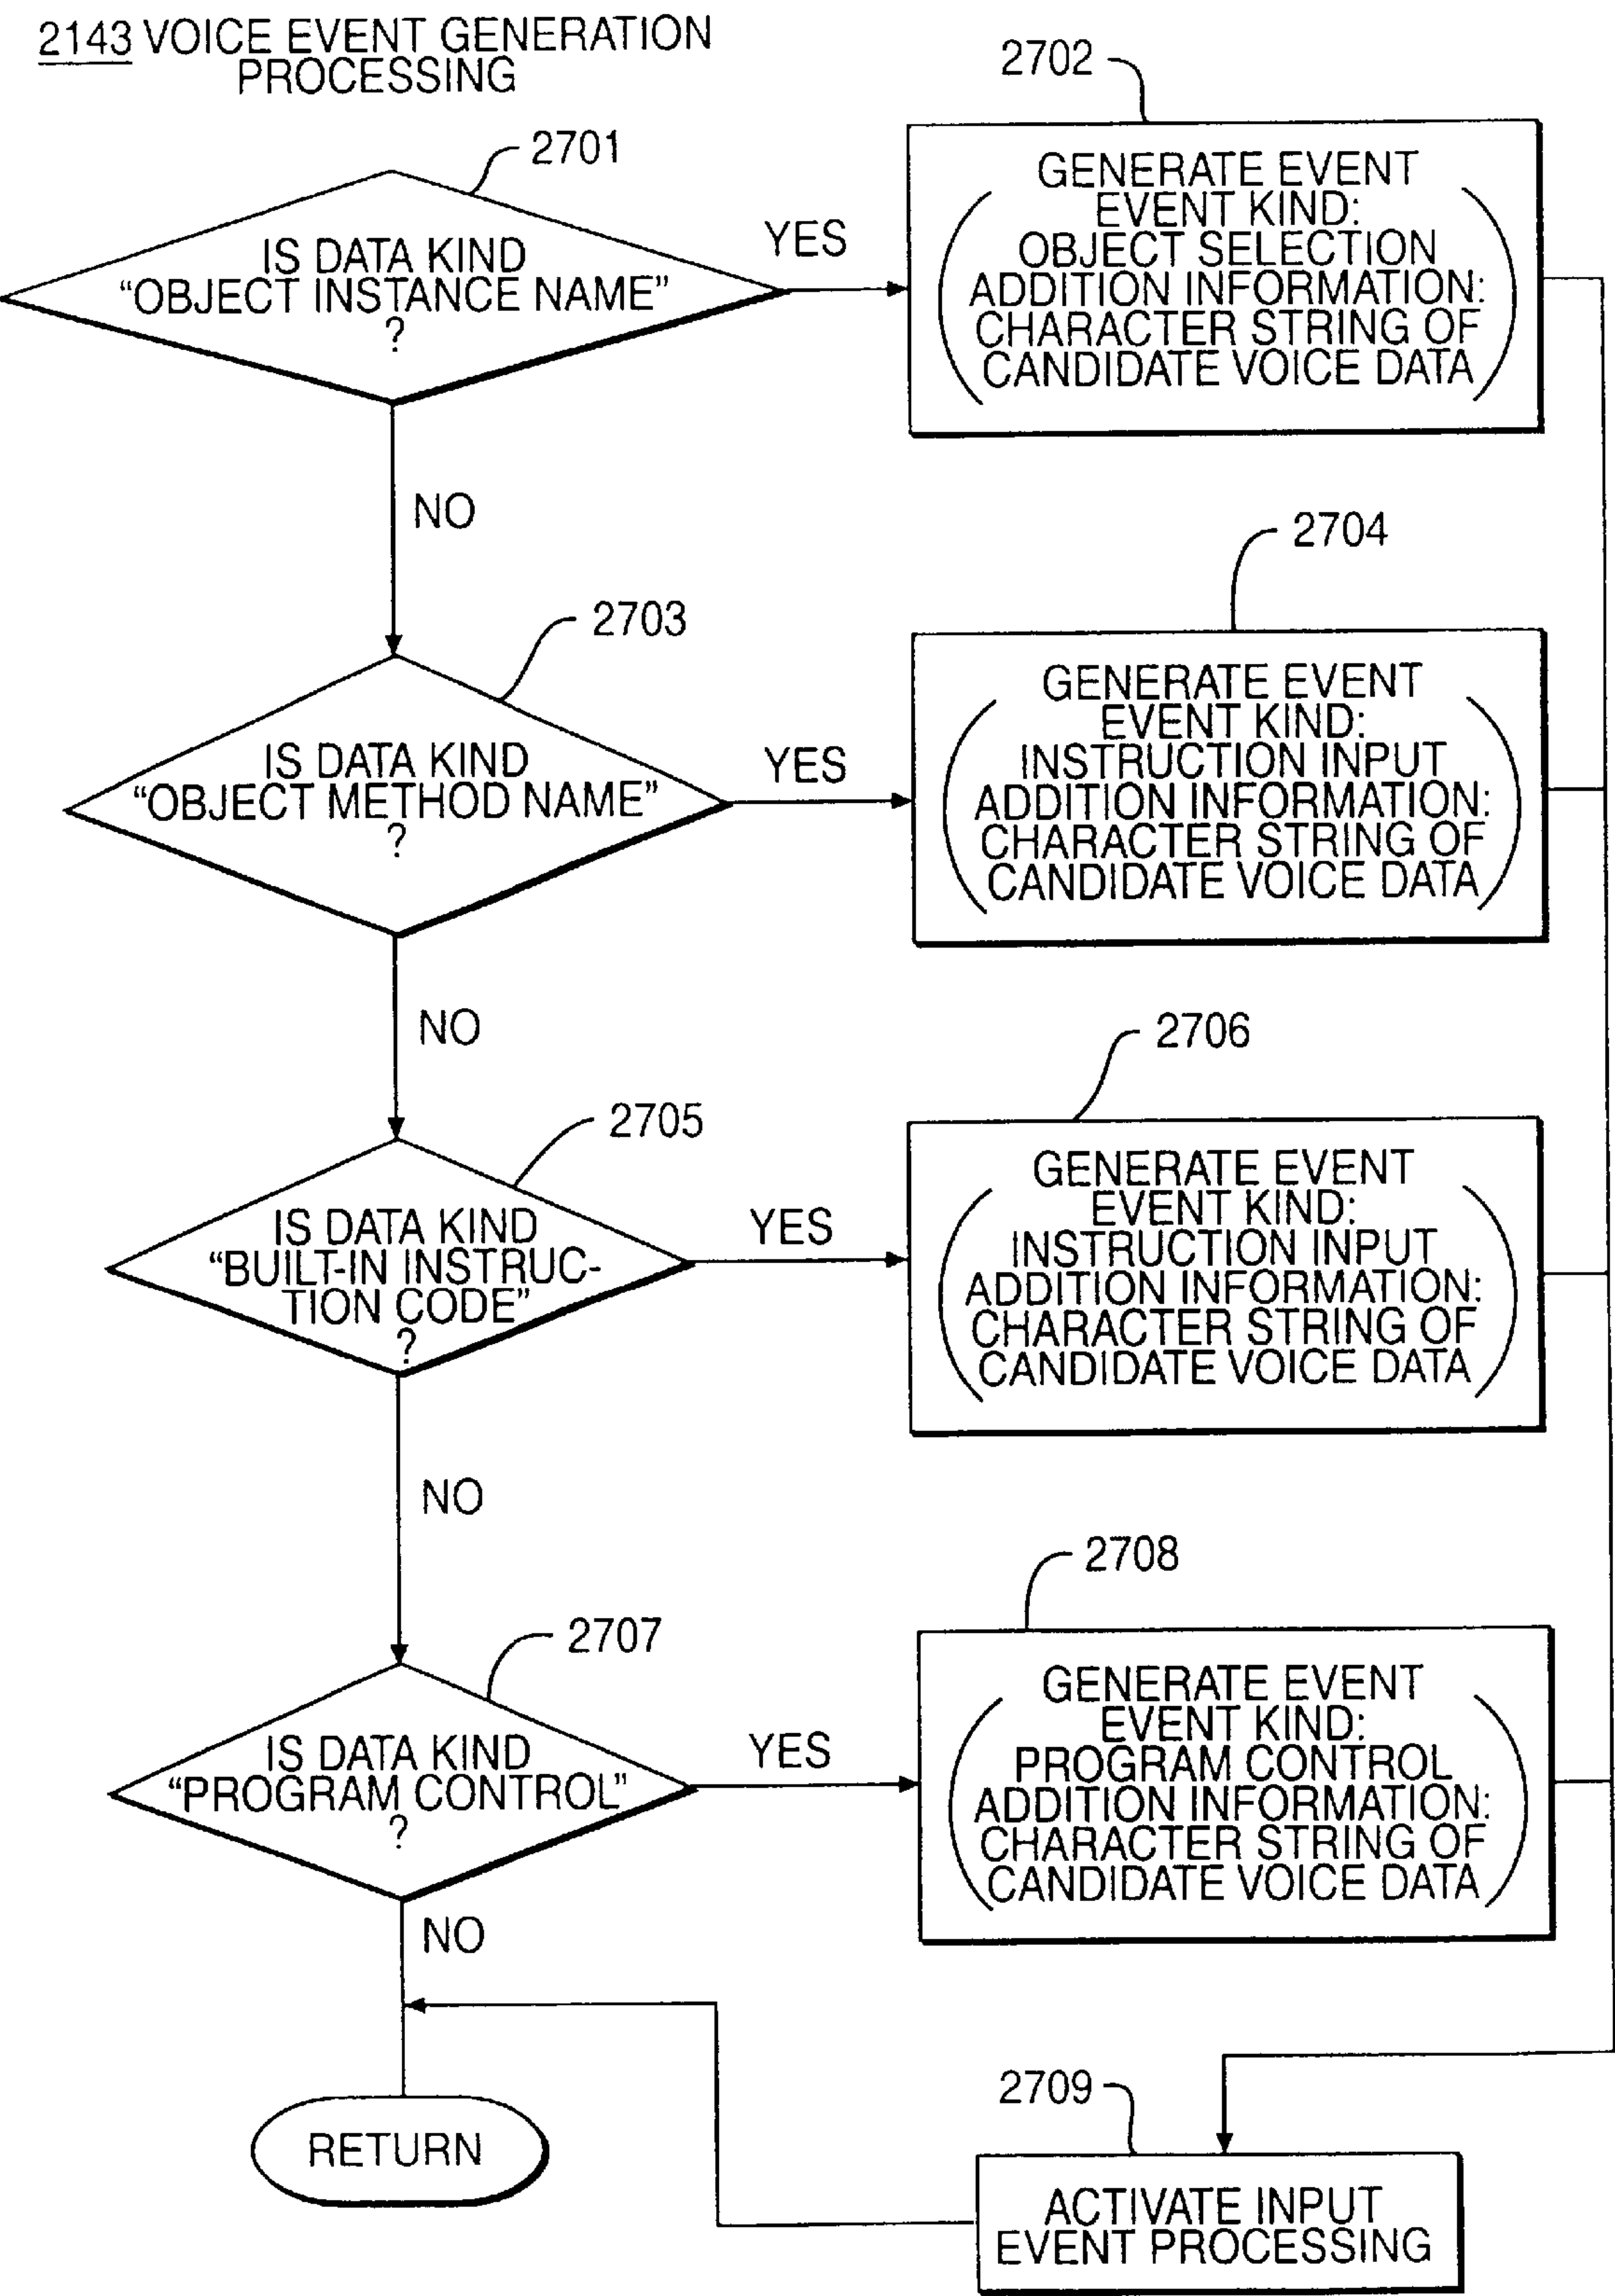 2143 VOICE EVENT GENERATION
PROCESSING
2701
IS DATA KIND
“OBJECT INSTANCE NAME”
?
YES
2702
GENERATE EVENT
EVENT KIND:
OBJECT SELECTION
ADDITION INFORMATION:
CHARACTER STRING OF
CANDIDATE VOICE DATA
NO
2703
IS DATA KIND
“OBJECT METHOD NAME”
?
YES
2704
GENERATE EVENT
EVENT KIND:
INSTRUCTION INPUT
ADDITION INFORMATION:
CHARACTER STRING OF
CANDIDATE VOICE DATA
NO
2705
IS DATA KIND
“BUILT-IN INSTRUC-
TION CODE”
?
YES
2706
GENERATE EVENT
EVENT KIND:
INSTRUCTION INPUT
ADDITION INFORMATION:
CHARACTER STRING OF
CANDIDATE VOICE DATA
NO
2707
IS DATA KIND
“PROGRAM CONTROL”
?
YES
2708
GENERATE EVENT
EVENT KIND:
PROGRAM CONTROL
ADDITION INFORMATION:
CHARACTER STRING OF
CANDIDATE VOICE DATA
NO
RETURN
2709
ACTIVATE INPUT
EVENT PROCESSING